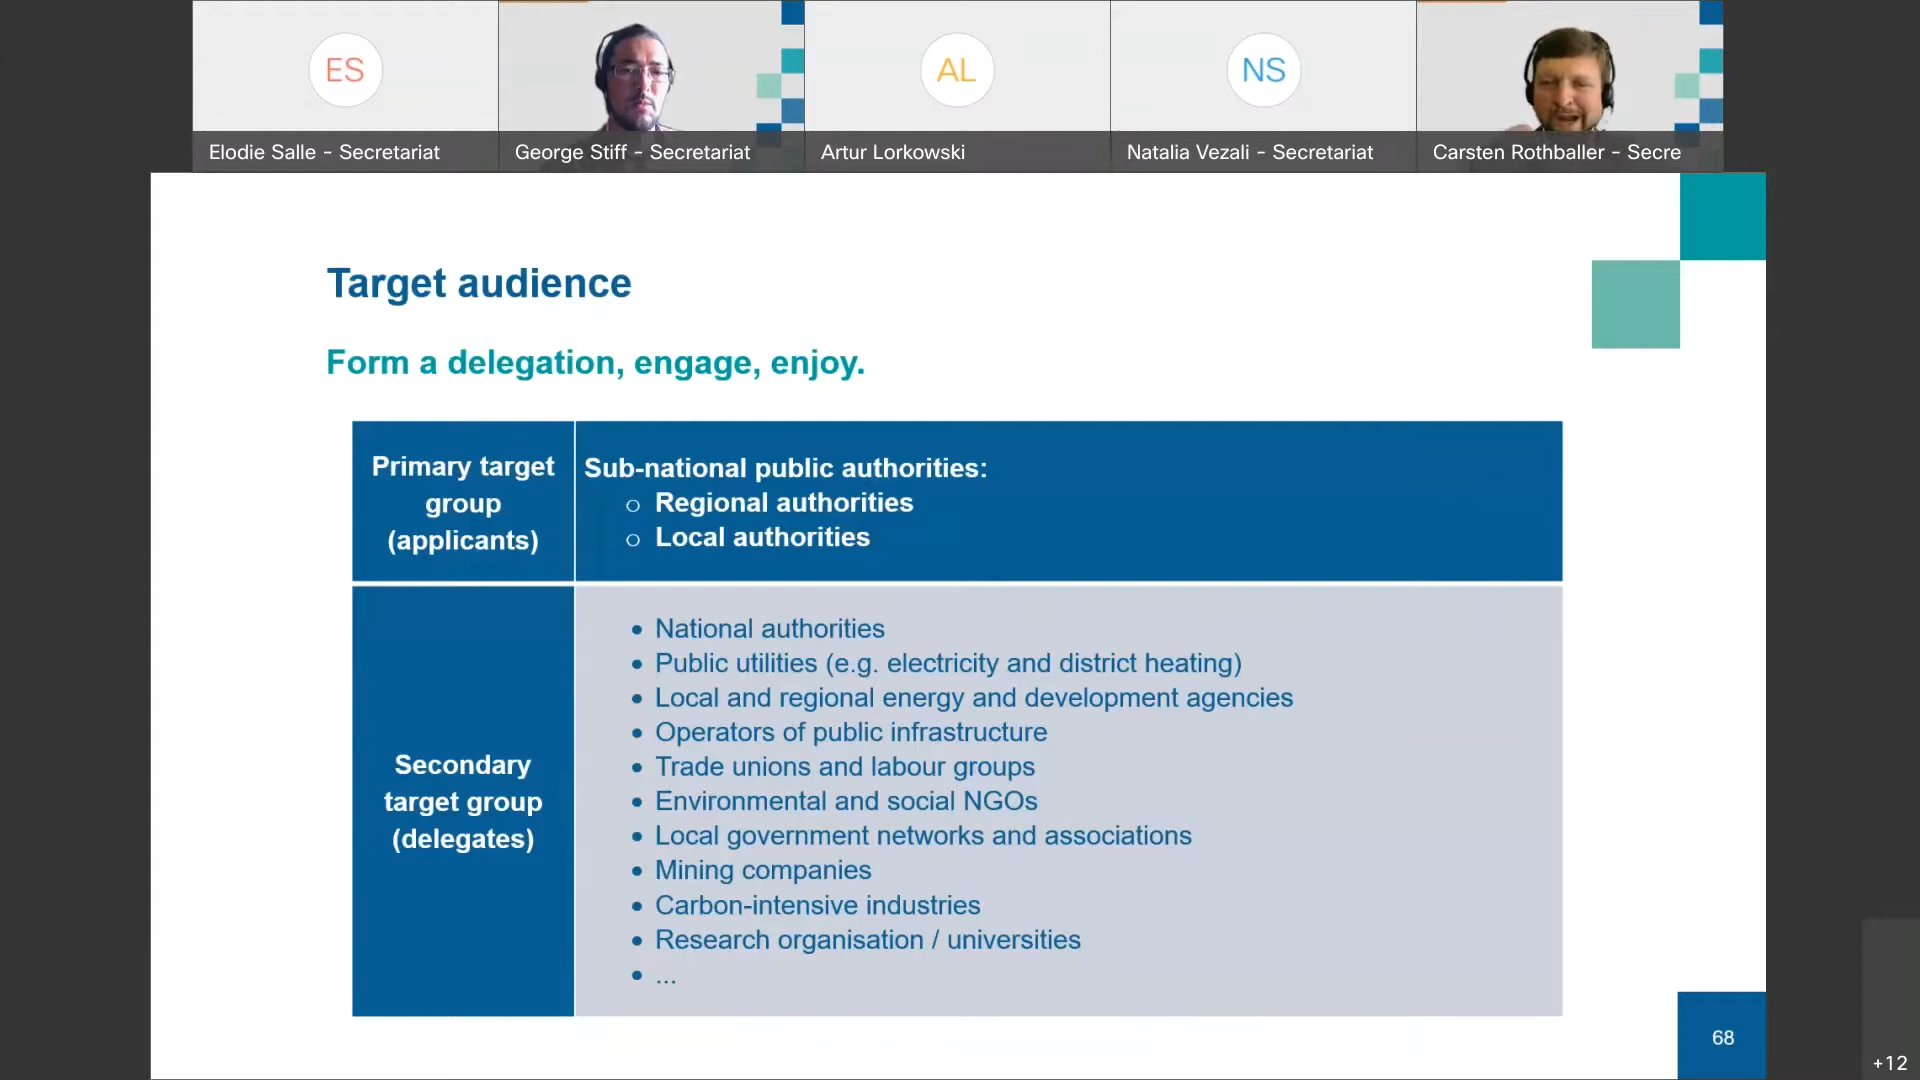 ES
AL
NS
Elodie Salle - Secretariat
George Stiff - Secretariat
Artur Lorkowski
Natalia Vezali - Secretariat
Carsten Rothballer - Secre
Target audience
Form a delegation, engage, enjoy.
Primary target
group
(applicants)
Sub-national public authorities:
o Regional authorities
o Local authorities
Secondary
target group
(delegates)
• National authorities
• Public utilities (e.g. electricity and district heating)
• Local and regional energy and development agencies
• Operators of public infrastructure
• Trade unions and labour groups
• Environmental and social NGOs
• Local government networks and associations
• Mining companies
• Carbon-intensive industries
• Research organisation / universities
• ...
68
+12